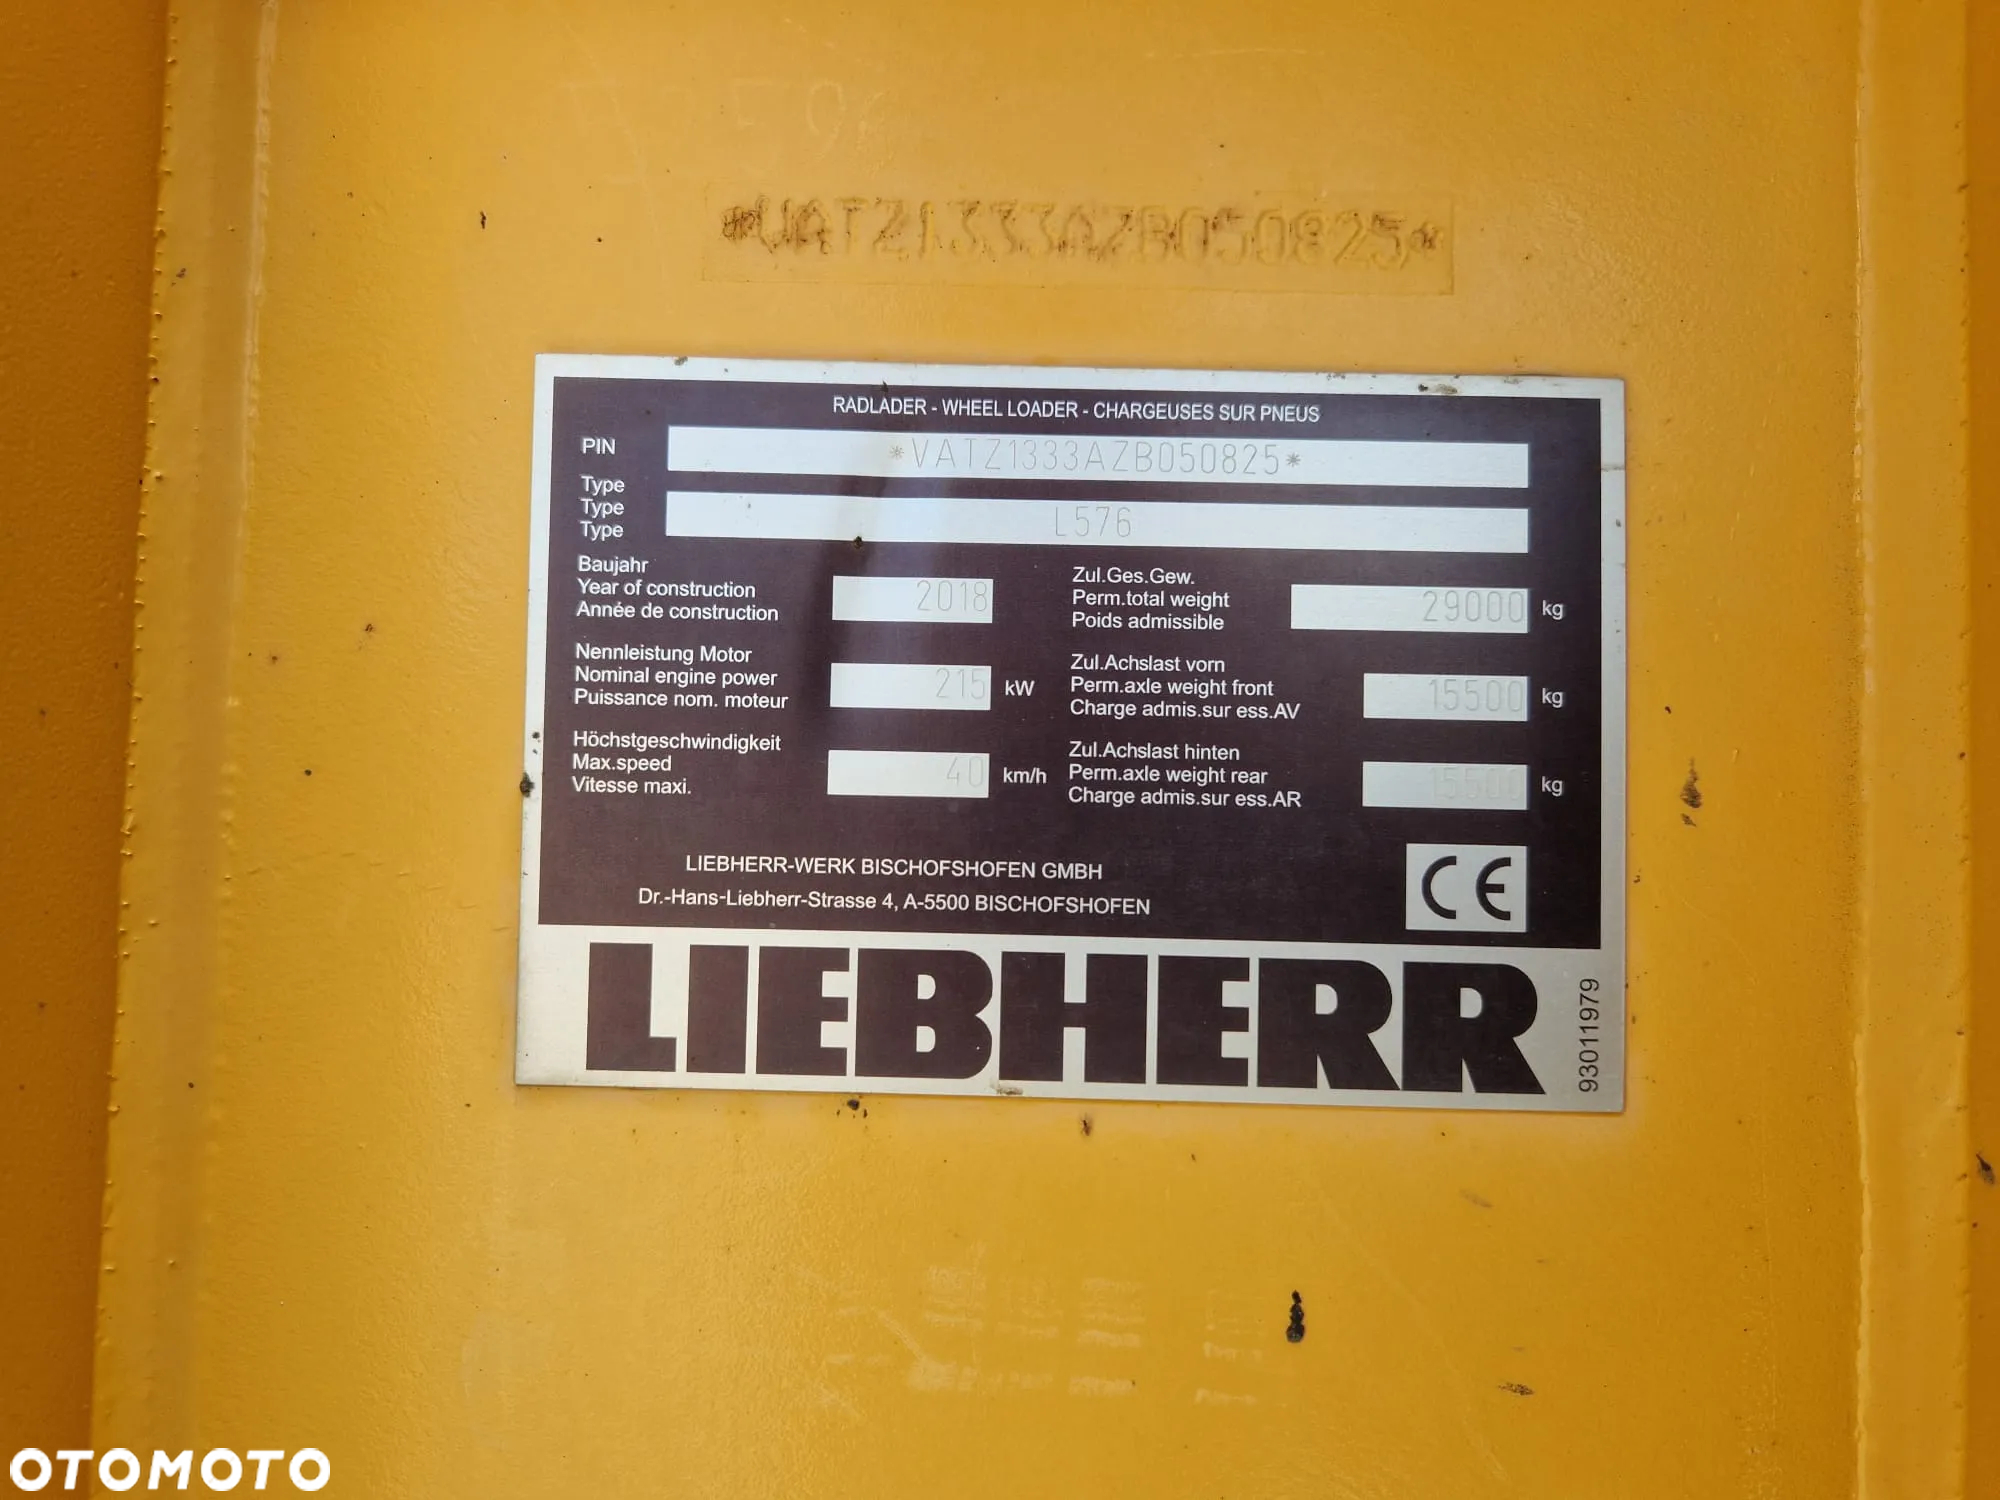 *VATZ1333AZB050825*
RADLADER - WHEEL LOADER - CHARGEUSES SUR PNEUS
PIN *VATZ1333AZB050825*
Type
Type L576
Type
Baujahr
Year of construction 2018
Année de construction
Zul.Ges.Gew.
Perm.total weight 29000 kg
Poids admissible
Nennleistung Motor
Nominal engine power 215 kW
Puissance nom. moteur
Zul.Achslast vorn
Perm.axle weight front 15500 kg
Charge admis.sur ess.AV
Höchstgeschwindigkeit
Max.speed 40 km/h
Vitesse maxi.
Zul.Achslast hinten
Perm.axle weight rear 15500 kg
Charge admis.sur ess.AR
LIEBHERR-WERK BISCHOFSHOFEN GMBH
Dr.-Hans-Liebherr-Strasse 4, A-5500 BISCHOFSHOFEN
CE
LIEBHERR
93011979
OTOMOTO